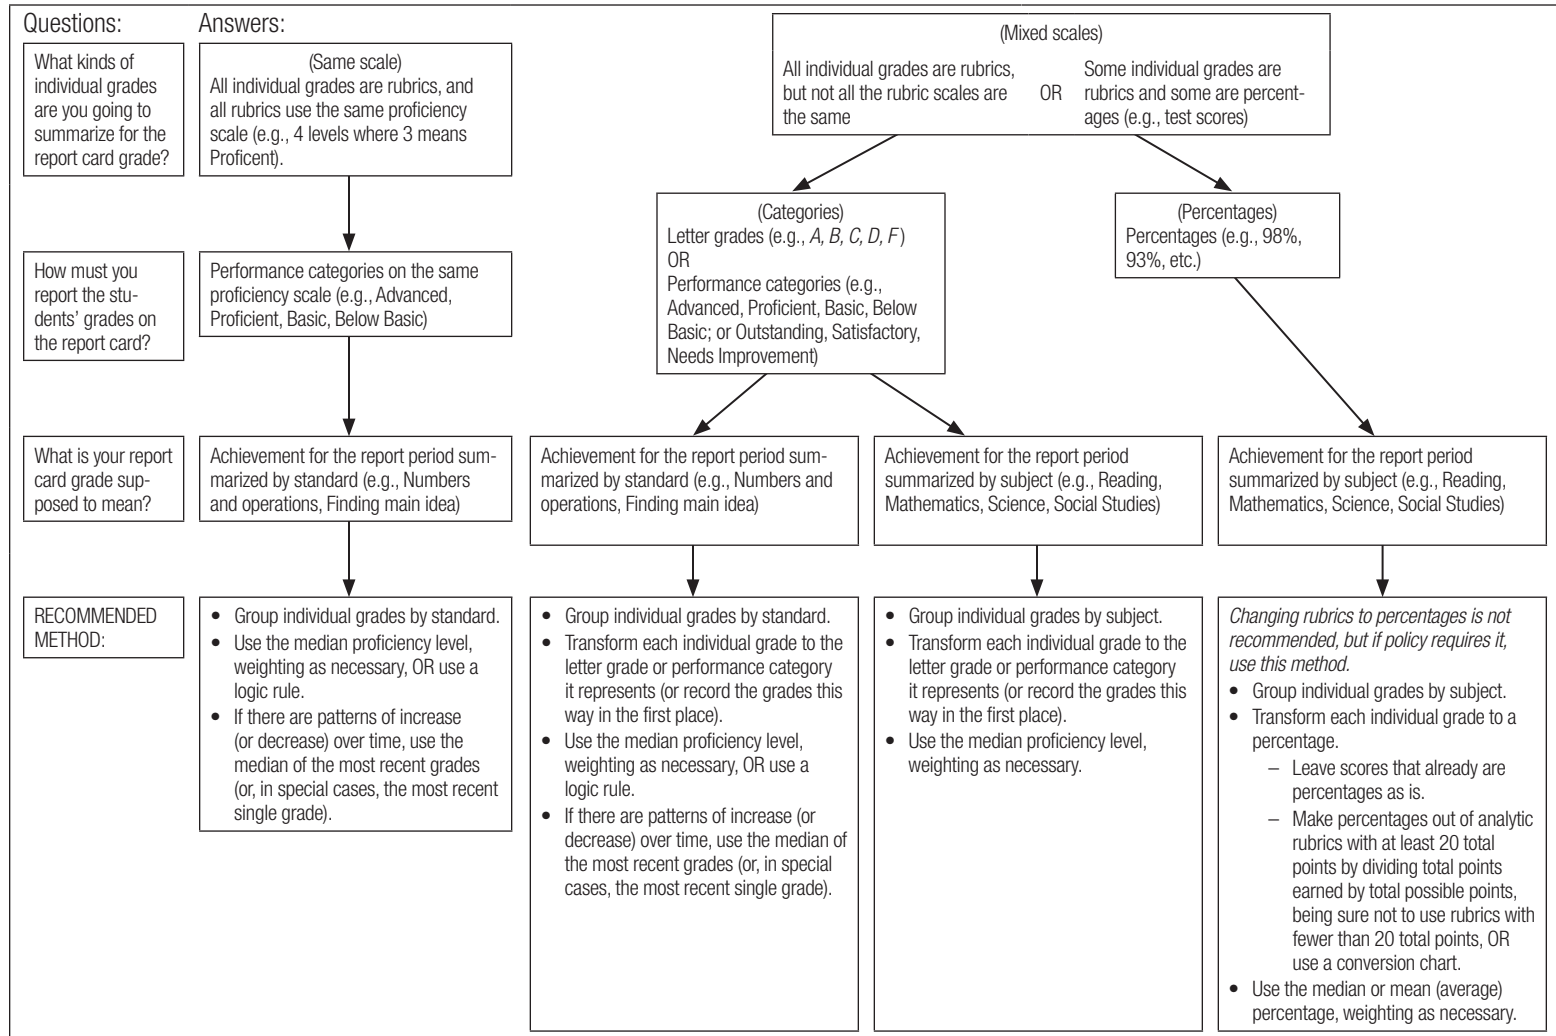 Questions:
Answers:
What kinds of
individual grades
are you going to
summarize for the
report card grade?
(Same scale)
All individual grades are rubrics, and
all rubrics use the same proficiency
scale (e.g., 4 levels where 3 means
Proficent).
(Mixed scales)
All individual grades are rubrics,
but not all the rubric scales are
the same
OR
Some individual grades are
rubrics and some are percent-
ages (e.g., test scores)
How must you
report the stu-
dents' grades on
the report card?
Performance categories on the same
proficiency scale (e.g., Advanced,
Proficient, Basic, Below Basic)
(Categories)
Letter grades (e.g., A, B, C, D, F )
OR
Performance categories (e.g.,
Advanced, Proficient, Basic, Below
Basic; or Outstanding, Satisfactory,
Needs Improvement)
(Percentages)
Percentages (e.g., 98%,
93%, etc.)
What is your report
card grade sup-
posed to mean?
Achievement for the report period sum-
marized by standard (e.g., Numbers
and operations, Finding main idea)
Achievement for the report period sum-
marized by standard (e.g., Numbers and
operations, Finding main idea)
Achievement for the report period
summarized by subject (e.g., Reading,
Mathematics, Science, Social Studies)
Achievement for the report period
summarized by subject (e.g., Reading,
Mathematics, Science, Social Studies)
RECOMMENDED
METHOD:
• Group individual grades by standard.
• Use the median proficiency level,
weighting as necessary, OR use a
logic rule.
• If there are patterns of increase
(or decrease) over time, use the
median of the most recent grades
(or, in special cases, the most recent
single grade).
• Group individual grades by standard.
• Transform each individual grade to the
letter grade or performance category
it represents (or record the grades this
way in the first place).
• Use the median proficiency level,
weighting as necessary, OR use a
logic rule.
• If there are patterns of increase (or
decrease) over time, use the median of
the most recent grades (or, in special
cases, the most recent single grade).
• Group individual grades by subject.
• Transform each individual grade to the
letter grade or performance category
it represents (or record the grades this
way in the first place).
• Use the median proficiency level,
weighting as necessary.
Changing rubrics to percentages is not
recommended, but if policy requires it,
use this method.
• Group individual grades by subject.
• Transform each individual grade to a
percentage.
– Leave scores that already are
percentages as is.
– Make percentages out of analytic
rubrics with at least 20 total
points by dividing total points
earned by total possible points,
being sure not to use rubrics with
fewer than 20 total points, OR
use a conversion chart.
• Use the median or mean (average)
percentage, weighting as necessary.